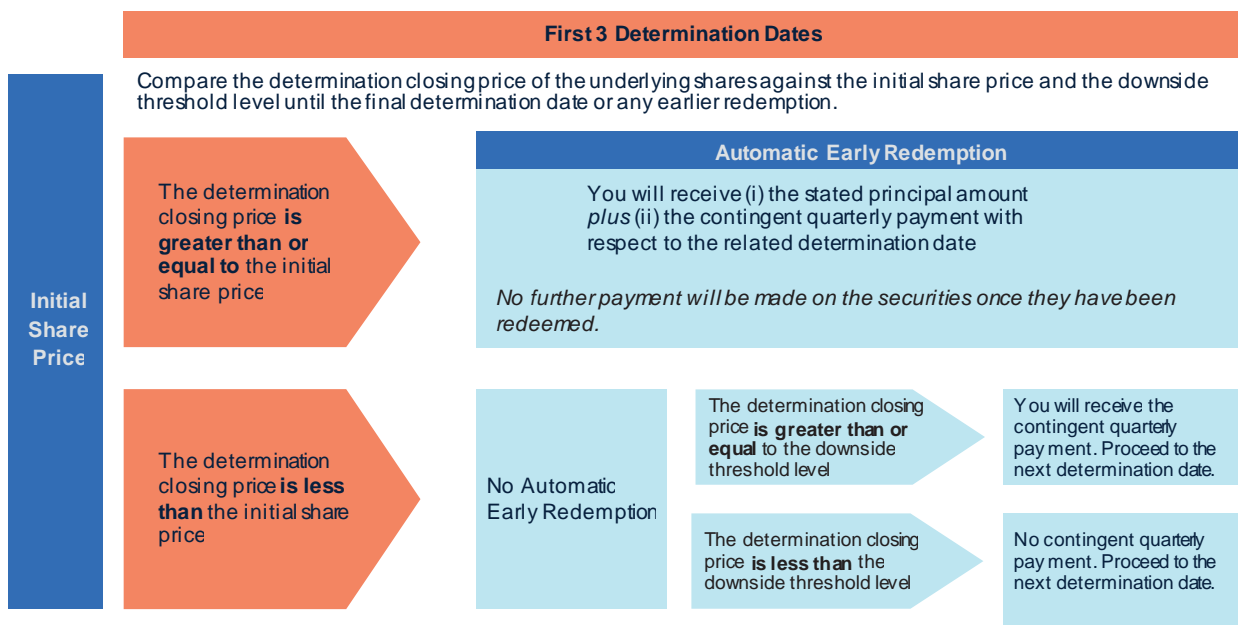 First 3 Determination Dates
Compare the determination closing price of the underlying shares against the initial share price and the downside
threshold level until the final determination date or any earlier redemption.
Initial
Share
Price
The determination
closing price is
greater than or
equal to the initial
share price
Automatic Early Redemption
You will receive (i) the stated principal amount
plus (ii) the contingent quarterly payment with
respect to the related determination date
No further payment will be made on the securities once they have been
redeemed.
The determination
closing price is less
than the initial share
price
No Automatic
Early Redemption
The determination closing
price is greater than or
equal to the downside
threshold level
You will receive the
contingent quarterly
payment. Proceed to the
next determination date.
The determination closing
price is less than the
downside threshold level
No contingent quarterly
payment. Proceed to the
next determination date.